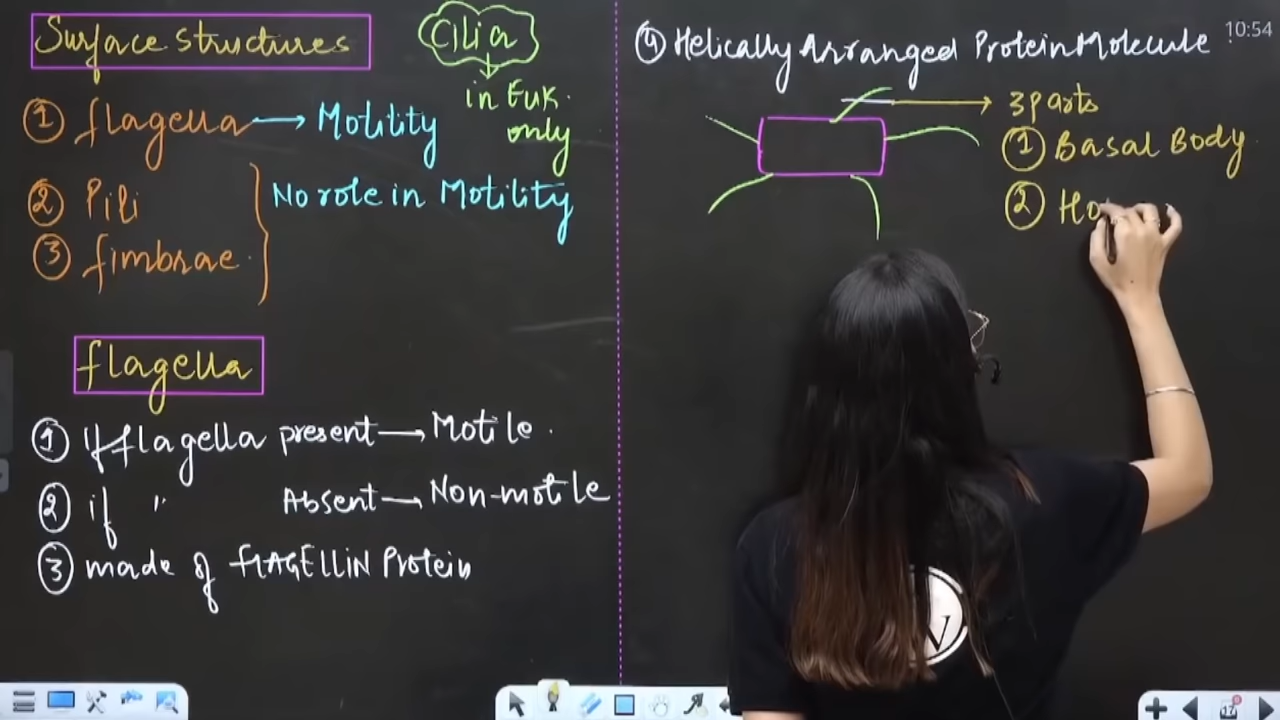 Surface structures
Cilia
in Euk.
only
① flagella → Motility
② Pili
③ fimbrae
No role in Motility
flagella
① If flagella present → Motile.
② if " Absent → Non-motile
③ made of FLAGELLIN Protein
④ Helically Arranged Protein Molecule
10:54
3 parts
① Basal Body
② Ho